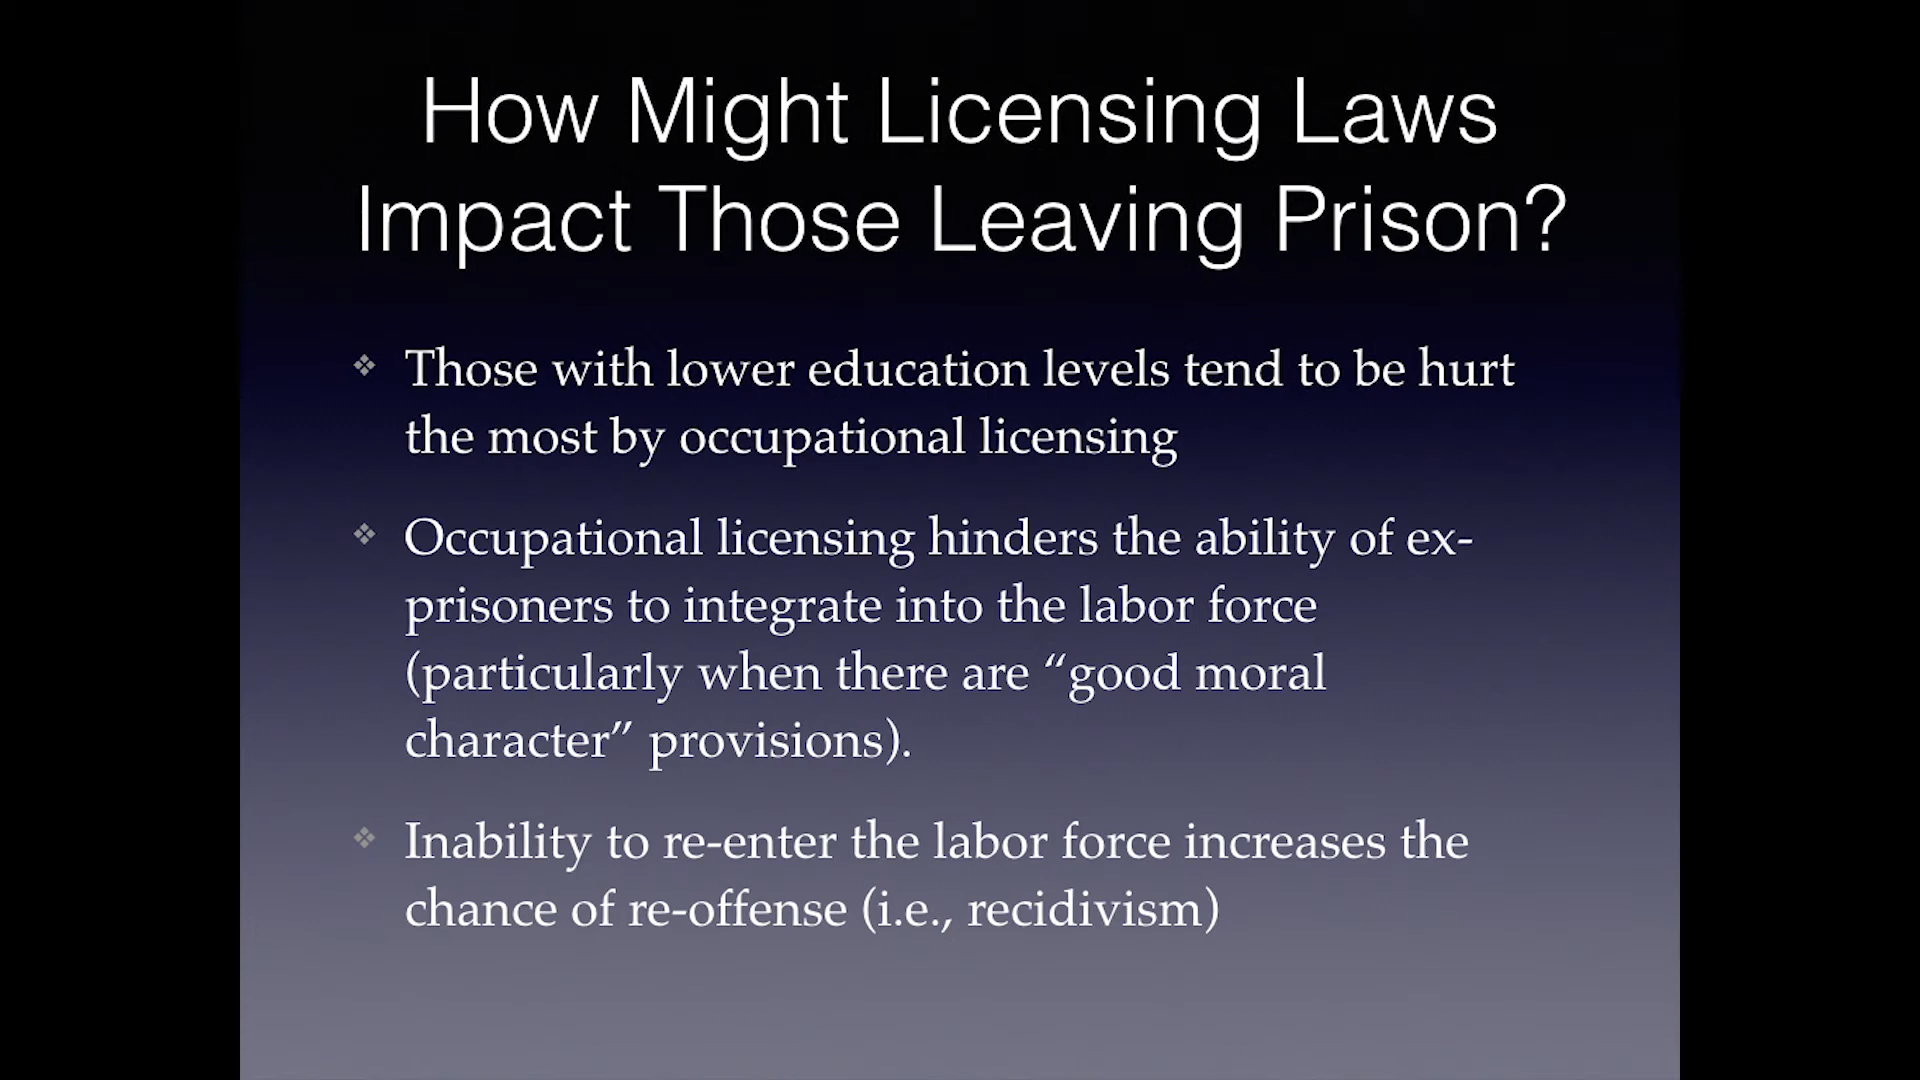 How Might Licensing Laws
Impact Those Leaving Prison?
❖ Those with lower education levels tend to be hurt
the most by occupational licensing
❖ Occupational licensing hinders the ability of ex-
prisoners to integrate into the labor force
(particularly when there are “good moral
character” provisions).
❖ Inability to re-enter the labor force increases the
chance of re-offense (i.e., recidivism)